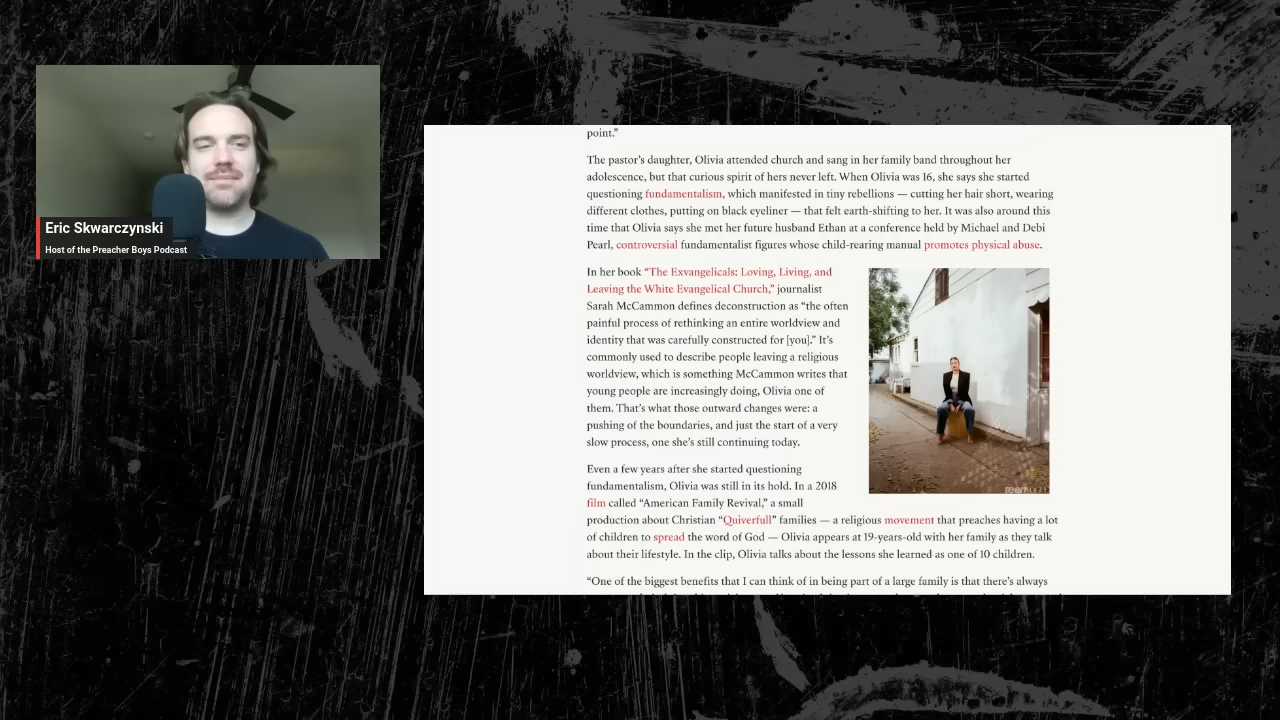 Eric Skwarczynski
Host of the Preacher Boys Podcast
point.”
The pastor’s daughter, Olivia attended church and sang in her family band throughout her
adolescence, but that curious spirit of hers never left. When Olivia was 16, she says she started
questioning fundamentalism, which manifested in tiny rebellions — cutting her hair short, wearing
different clothes, putting on black eyeliner — that felt earth-shifting to her. It was also around this
time that Olivia says she met her future husband Ethan at a conference held by Michael and Debi
Pearl, controversial fundamentalist figures whose child-rearing manual promotes physical abuse.
In her book “The Exvangelicals: Loving, Living, and
Leaving the White Evangelical Church,” journalist
Sarah McCammon defines deconstruction as “the often
painful process of rethinking an entire worldview and
identity that was carefully constructed for [you].” It’s
commonly used to describe people leaving a religious
worldview, which is something McCammon writes that
young people are increasingly doing, Olivia one of
them. That’s what those outward changes were: a
pushing of the boundaries, and just the start of a very
slow process, one she’s still continuing today.
Even a few years after she started questioning
fundamentalism, Olivia was still in its hold. In a 2018
film called “American Family Revival,” a small
production about Christian “Quiverfull” families — a religious movement that preaches having a lot
of children to spread the word of God — Olivia appears at 19-years-old with her family as they talk
about their lifestyle. In the clip, Olivia talks about the lessons she learned as one of 10 children.
“One of the biggest benefits that I can think of in being part of a large family is that there’s always